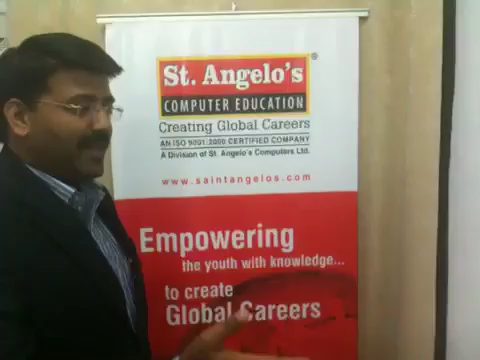 St. Angelo's®
COMPUTER EDUCATION
Creating Global Careers
AN ISO 9001:2000 CERTIFIED COMPANY
A Division of St. Angelo's Computers Ltd.
www.saintangelos.com
Empowering
the youth with knowledge...
to create
Global Careers